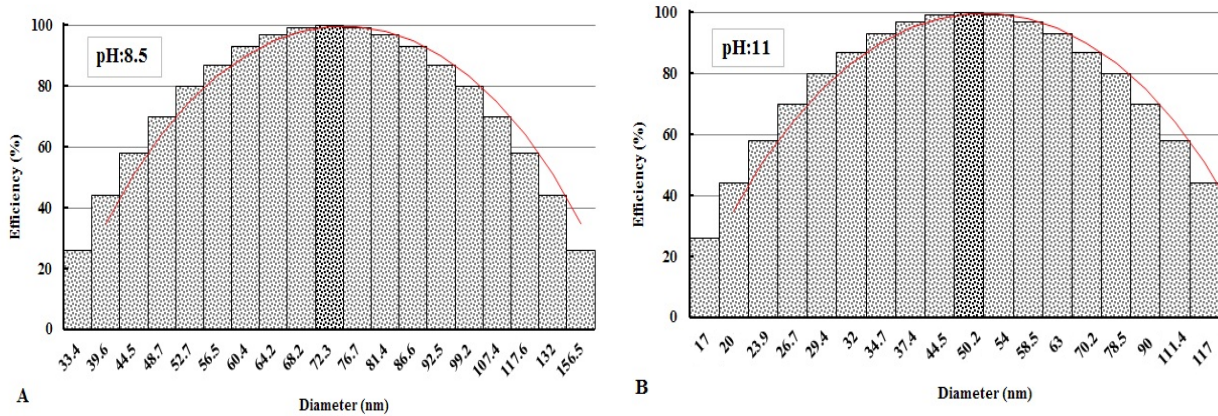 pH:8.5
Efficiency (%)
100
80
60
40
20
0
33.4 39.6 44.5 48.7 52.7 56.5 60.4 64.2 68.2 72.3 76.7 81.4 86.6 92.5 99.2 107.4 117.6 132 156.5
Diameter (nm)
A
pH:11
Efficiency (%)
100
80
60
40
20
0
17 20 23.9 26.7 29.4 32 34.7 37.4 44.5 50.2 54 58.5 63 70.2 78.5 90 111.4 117
Diameter (nm)
B